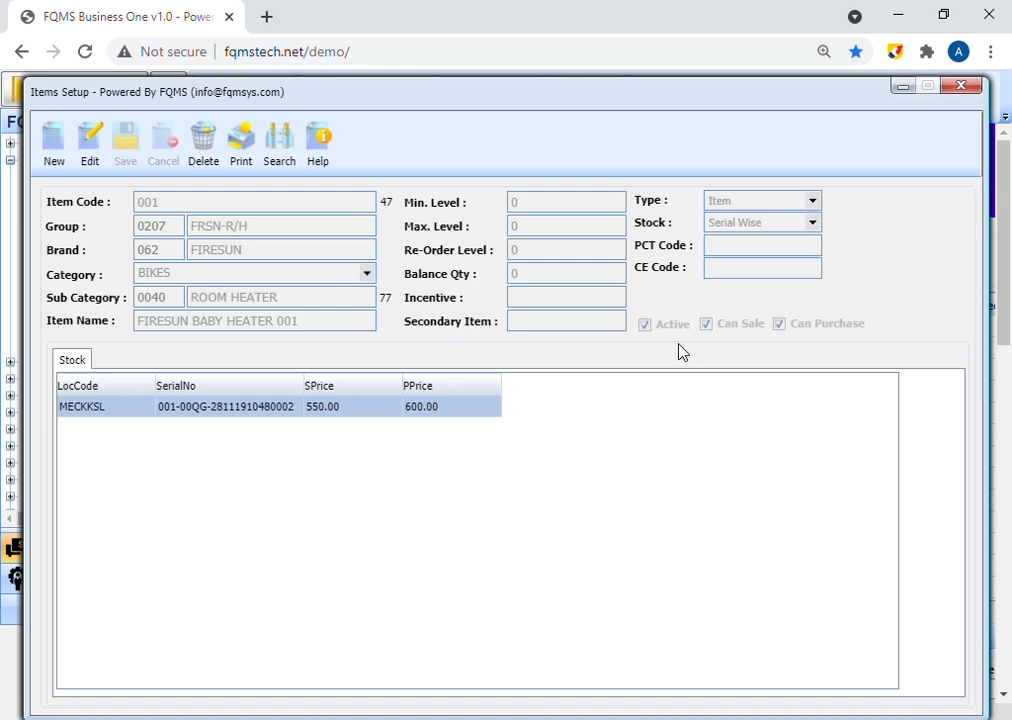 FQMS Business One v1.0 - Power
Not secure fqmstech.net/demo/
A
Items Setup - Powered By FQMS (info@fqmsys.com)
New Edit Save Cancel Delete Print Search Help
Item Code : 001 47 Min. Level : 0 Type : Item
Group : 0207 FRSN-R/H Max. Level : 0 Stock : Serial Wise
Brand : 062 FIRESUN Re-Order Level : 0 PCT Code :
Category : BIKES Balance Qty : 0 CE Code :
Sub Category : 0040 ROOM HEATER 77 Incentive :
Item Name : FIRESUN BABY HEATER 001 Secondary Item : Active Can Sale Can Purchase
Stock
LocCode SerialNo SPrice PPrice
MECKKSL 001-00QG-28111910480002 550.00 600.00